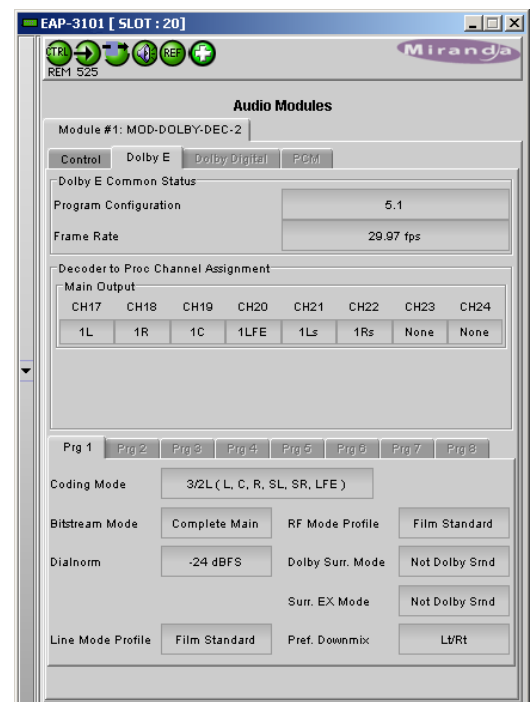 EAP-3101 [ SLOT : 20]
CTRL REF
REM 525
Miranda
Audio Modules
Module #1: MOD-DOLBY-DEC-2
Control Dolby E Dolby Digital PCM
Dolby E Common Status
Program Configuration 5.1
Frame Rate 29.97 fps
Decoder to Proc Channel Assignment
Main Output
CH17 CH18 CH19 CH20 CH21 CH22 CH23 CH24
1L 1R 1C 1LFE 1Ls 1Rs None None
Prg 1 Prg 2 Prg 3 Prg 4 Prg 5 Prg 6 Prg 7 Prg 8
Coding Mode 3/2L ( L, C, R, SL, SR, LFE )
Bitstream Mode Complete Main RF Mode Profile Film Standard
Dialnorm -24 dBFS Dolby Surr. Mode Not Dolby Srnd
Surr. EX Mode Not Dolby Srnd
Line Mode Profile Film Standard Pref. Downmix Lt/Rt